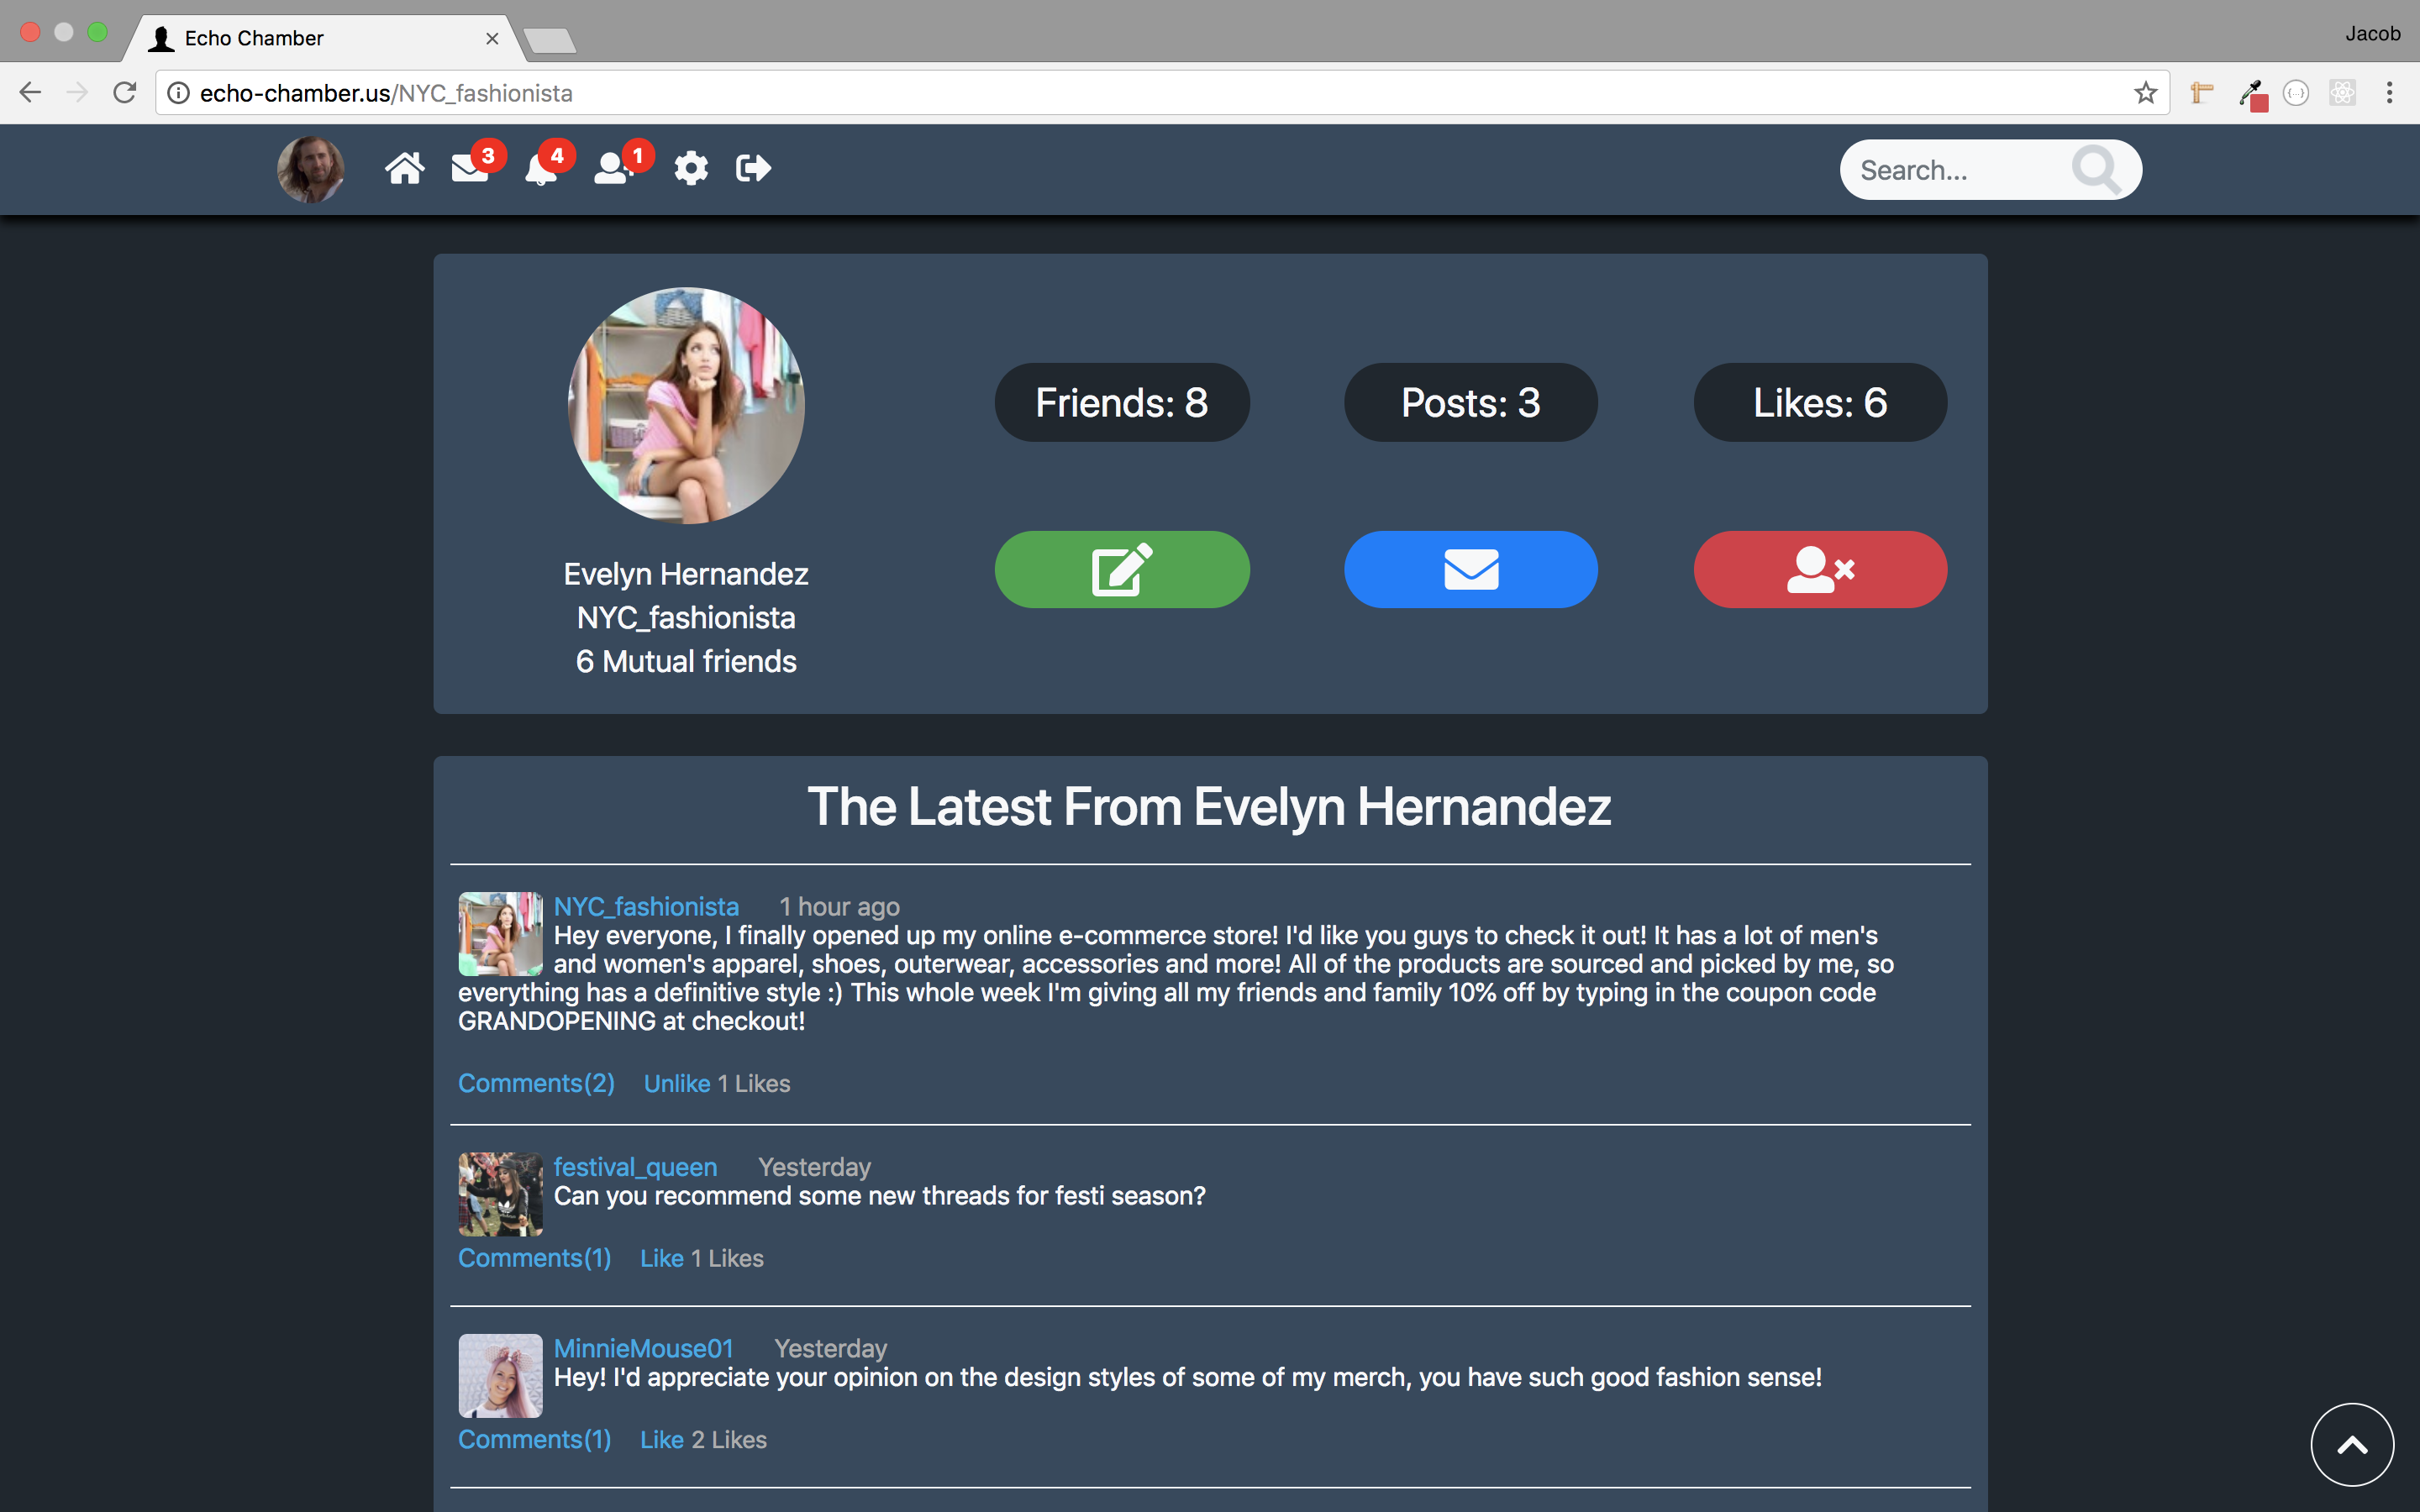 Echo Chamber
Jacob
echo-chamber.us/NYC_fashionista
3
4
1
Search...
Friends: 8
Posts: 3
Likes: 6
Evelyn Hernandez
NYC_fashionista
6 Mutual friends
The Latest From Evelyn Hernandez
NYC_fashionista 1 hour ago
Hey everyone, I finally opened up my online e-commerce store! I'd like you guys to check it out! It has a lot of men's
and women's apparel, shoes, outerwear, accessories and more! All of the products are sourced and picked by me, so
everything has a definitive style :) This whole week I'm giving all my friends and family 10% off by typing in the coupon code
GRANDOPENING at checkout!
Comments(2) Unlike 1 Likes
festival_queen Yesterday
Can you recommend some new threads for festi season?
Comments(1) Like 1 Likes
MinnieMouse01 Yesterday
Hey! I'd appreciate your opinion on the design styles of some of my merch, you have such good fashion sense!
Comments(1) Like 2 Likes